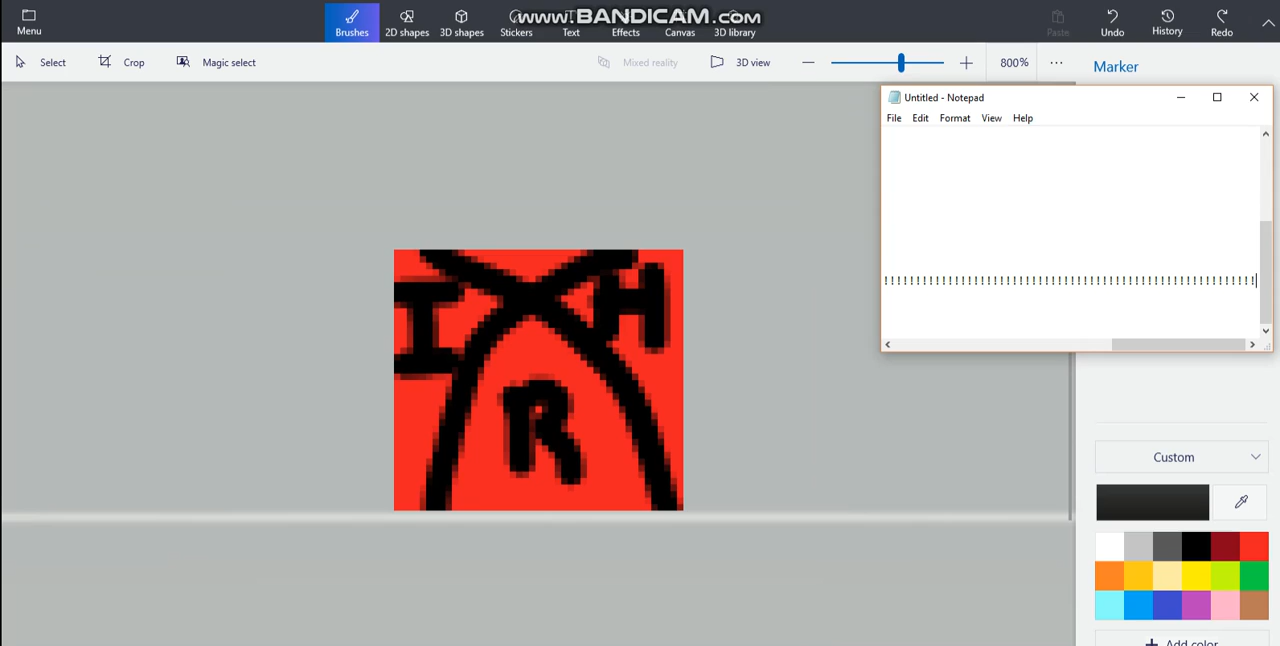 www.BANDICAM.com
Menu
Brushes
2D shapes
3D shapes
Stickers
Text
Effects
Canvas
3D library
Paste
Undo
History
Redo
Select
Crop
Magic select
Mixed reality
3D view
800%
Marker
Untitled - Notepad
File Edit Format View Help
!!!!!!!!!!!!!!!!!!!!!!!!!!!!!!!!!!!!!!!!!!!!!!!!!!!!!!!!!!
I H
R
Custom
Add color